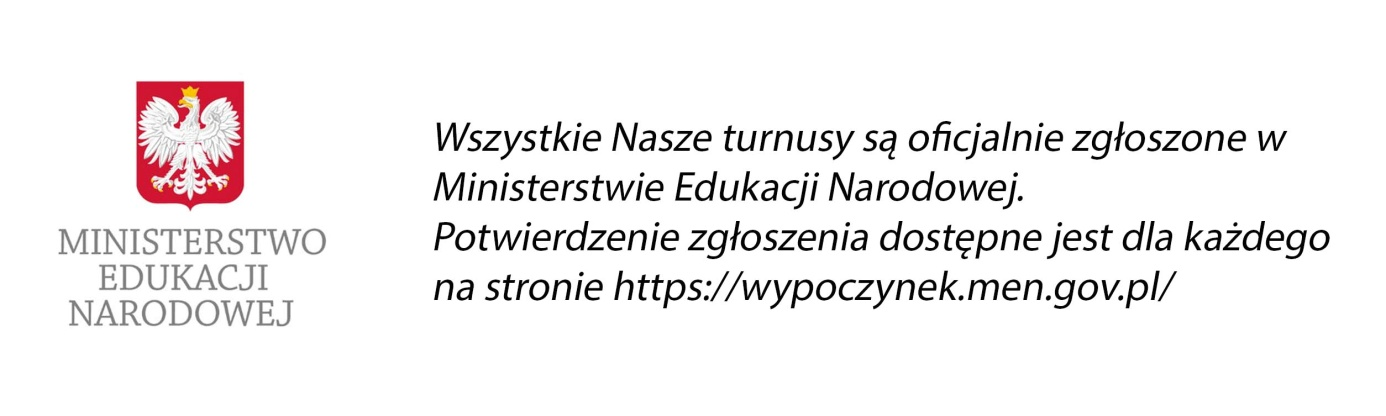 MINISTERSTWO
EDUKACJI
NARODOWEJ
Wszystkie Nasze turnusy są oficjalnie zgłoszone w
Ministerstwie Edukacji Narodowej.
Potwierdzenie zgłoszenia dostępne jest dla każdego
na stronie https://wypoczynek.men.gov.pl/